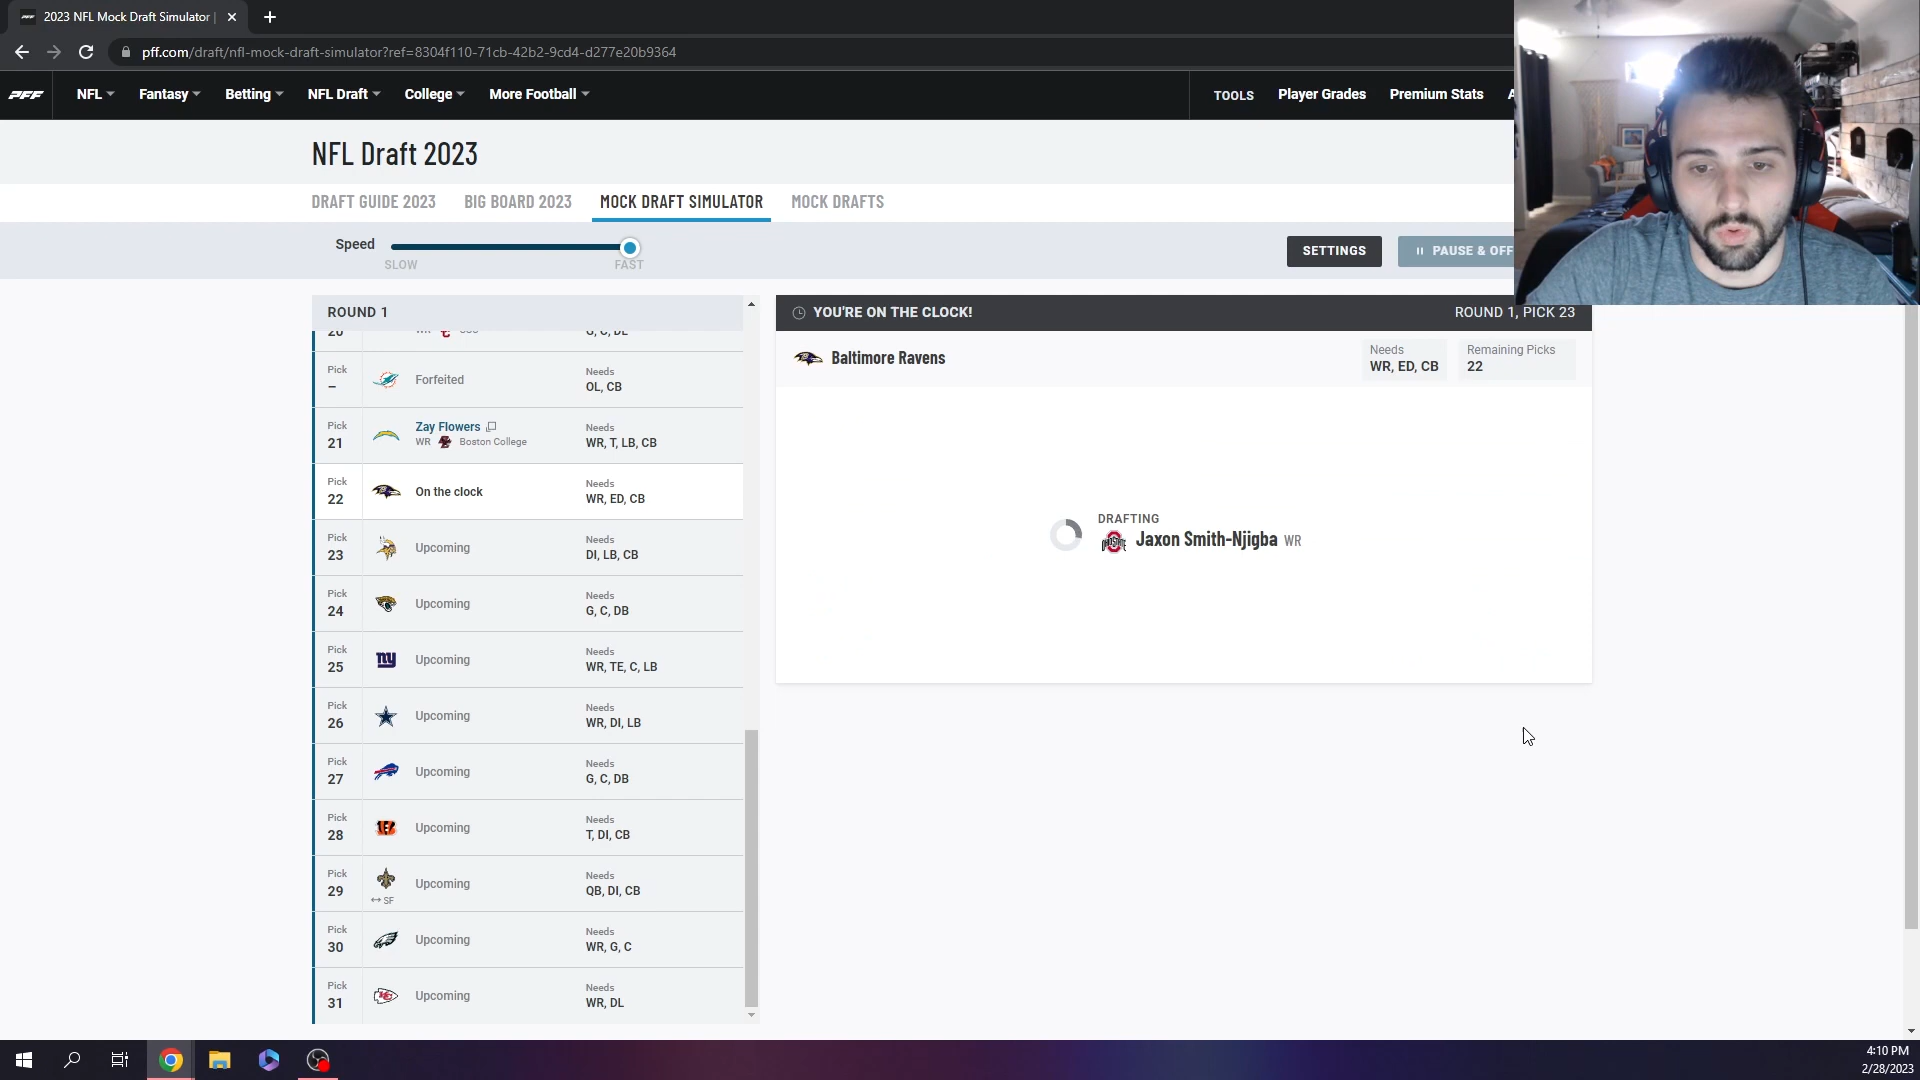 2023 NFL Mock Draft Simulator |
pff.com/draft/nfl-mock-draft-simulator?ref=8304f110-71cb-42b2-9cd4-d277e20b9364
PFF
NFL
Fantasy
Betting
NFL Draft
College
More Football
TOOLS
Player Grades
Premium Stats
NFL Draft 2023
DRAFT GUIDE 2023
BIG BOARD 2023
MOCK DRAFT SIMULATOR
MOCK DRAFTS
Speed
SLOW
FAST
SETTINGS
PAUSE & OFF
ROUND 1
20
G, C, DL
Pick
–
Forfeited
Needs
OL, CB
Pick
21
Zay Flowers
WR Boston College
Needs
WR, T, LB, CB
Pick
22
On the clock
Needs
WR, ED, CB
Pick
23
Upcoming
Needs
DI, LB, CB
Pick
24
Upcoming
Needs
G, C, DB
Pick
25
ny
Upcoming
Needs
WR, TE, C, LB
Pick
26
Upcoming
Needs
WR, DI, LB
Pick
27
Upcoming
Needs
G, C, DB
Pick
28
Upcoming
Needs
T, DI, CB
Pick
29
↔ SF
Upcoming
Needs
QB, DI, CB
Pick
30
Upcoming
Needs
WR, G, C
Pick
31
Upcoming
Needs
WR, DL
YOU'RE ON THE CLOCK!
ROUND 1, PICK 23
Baltimore Ravens
Needs
WR, ED, CB
Remaining Picks
22
DRAFTING
Jaxon Smith-Njigba WR
4:10 PM
2/28/2023